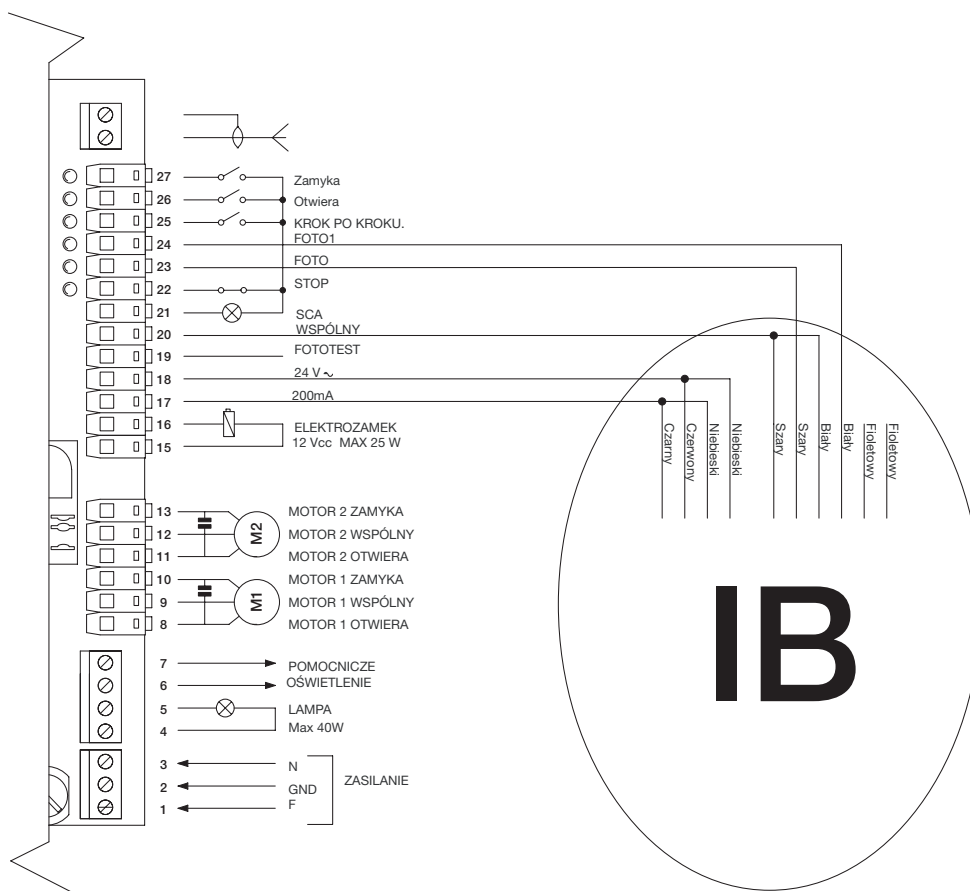 27 Zamyka
26 Otwiera
25 KROK PO KROKU.
24 FOTO1
23 FOTO
22 STOP
21 SCA
20 WSPÓLNY
19 FOTOTEST
18 24 V ~
17 200mA
16 ELEKTROZAMEK
15 12 Vcc MAX 25 W
Czarny
Czerwony
Niebieski
Niebieski
Szary
Szary
Biały
Biały
Fioletowy
Fioletowy
13 MOTOR 2 ZAMYKA
12 M2 MOTOR 2 WSPÓLNY
11 MOTOR 2 OTWIERA
10 MOTOR 1 ZAMYKA
9 M1 MOTOR 1 WSPÓLNY
8 MOTOR 1 OTWIERA
IB
7 POMOCNICZE
6 OŚWIETLENIE
5 LAMPA
4 Max 40W
3 N
2 GND
1 F
ZASILANIE